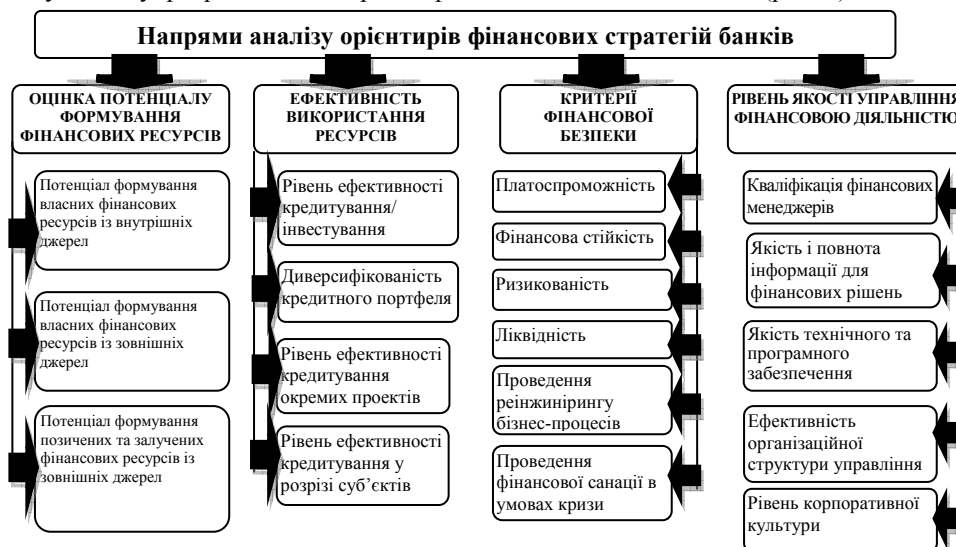 Напрями аналізу орієнтирів фінансових стратегій банків
ОЦІНКА ПОТЕНЦІАЛУ
ФОРМУВАННЯ
ФІНАНСОВИХ РЕСУРСІВ
Потенціал формування
власних фінансових
ресурсів із внутрішніх
джерел
Потенціал формування
власних фінансових
ресурсів із зовнішніх
джерел
Потенціал формування
позичених та залучених
фінансових ресурсів із
зовнішніх джерел
ЕФЕКТИВНІСТЬ
ВИКОРИСТАННЯ
РЕСУРСІВ
Рівень ефективності
кредитування/
інвестування
Диверсифікованість
кредитного портфеля
Рівень ефективності
кредитування
окремих проектів
Рівень ефективності
кредитування у
розрізі суб’єктів
КРИТЕРІЇ
ФІНАНСОВОЇ
БЕЗПЕКИ
Платоспроможність
Фінансова стійкість
Ризикованість
Ліквідність
Проведення
реінжинірингу
бізнес-процесів
Проведення
фінансової санації в
умовах кризи
РІВЕНЬ ЯКОСТІ УПРАВЛІННЯ
ФІНАНСОВОЮ ДІЯЛЬНІСТЮ
Кваліфікація фінансових
менеджерів
Якість і повнота
інформації для
фінансових рішень
Якість технічного та
програмного
забезпечення
Ефективність
організаційної
структури управління
Рівень корпоративної
культури